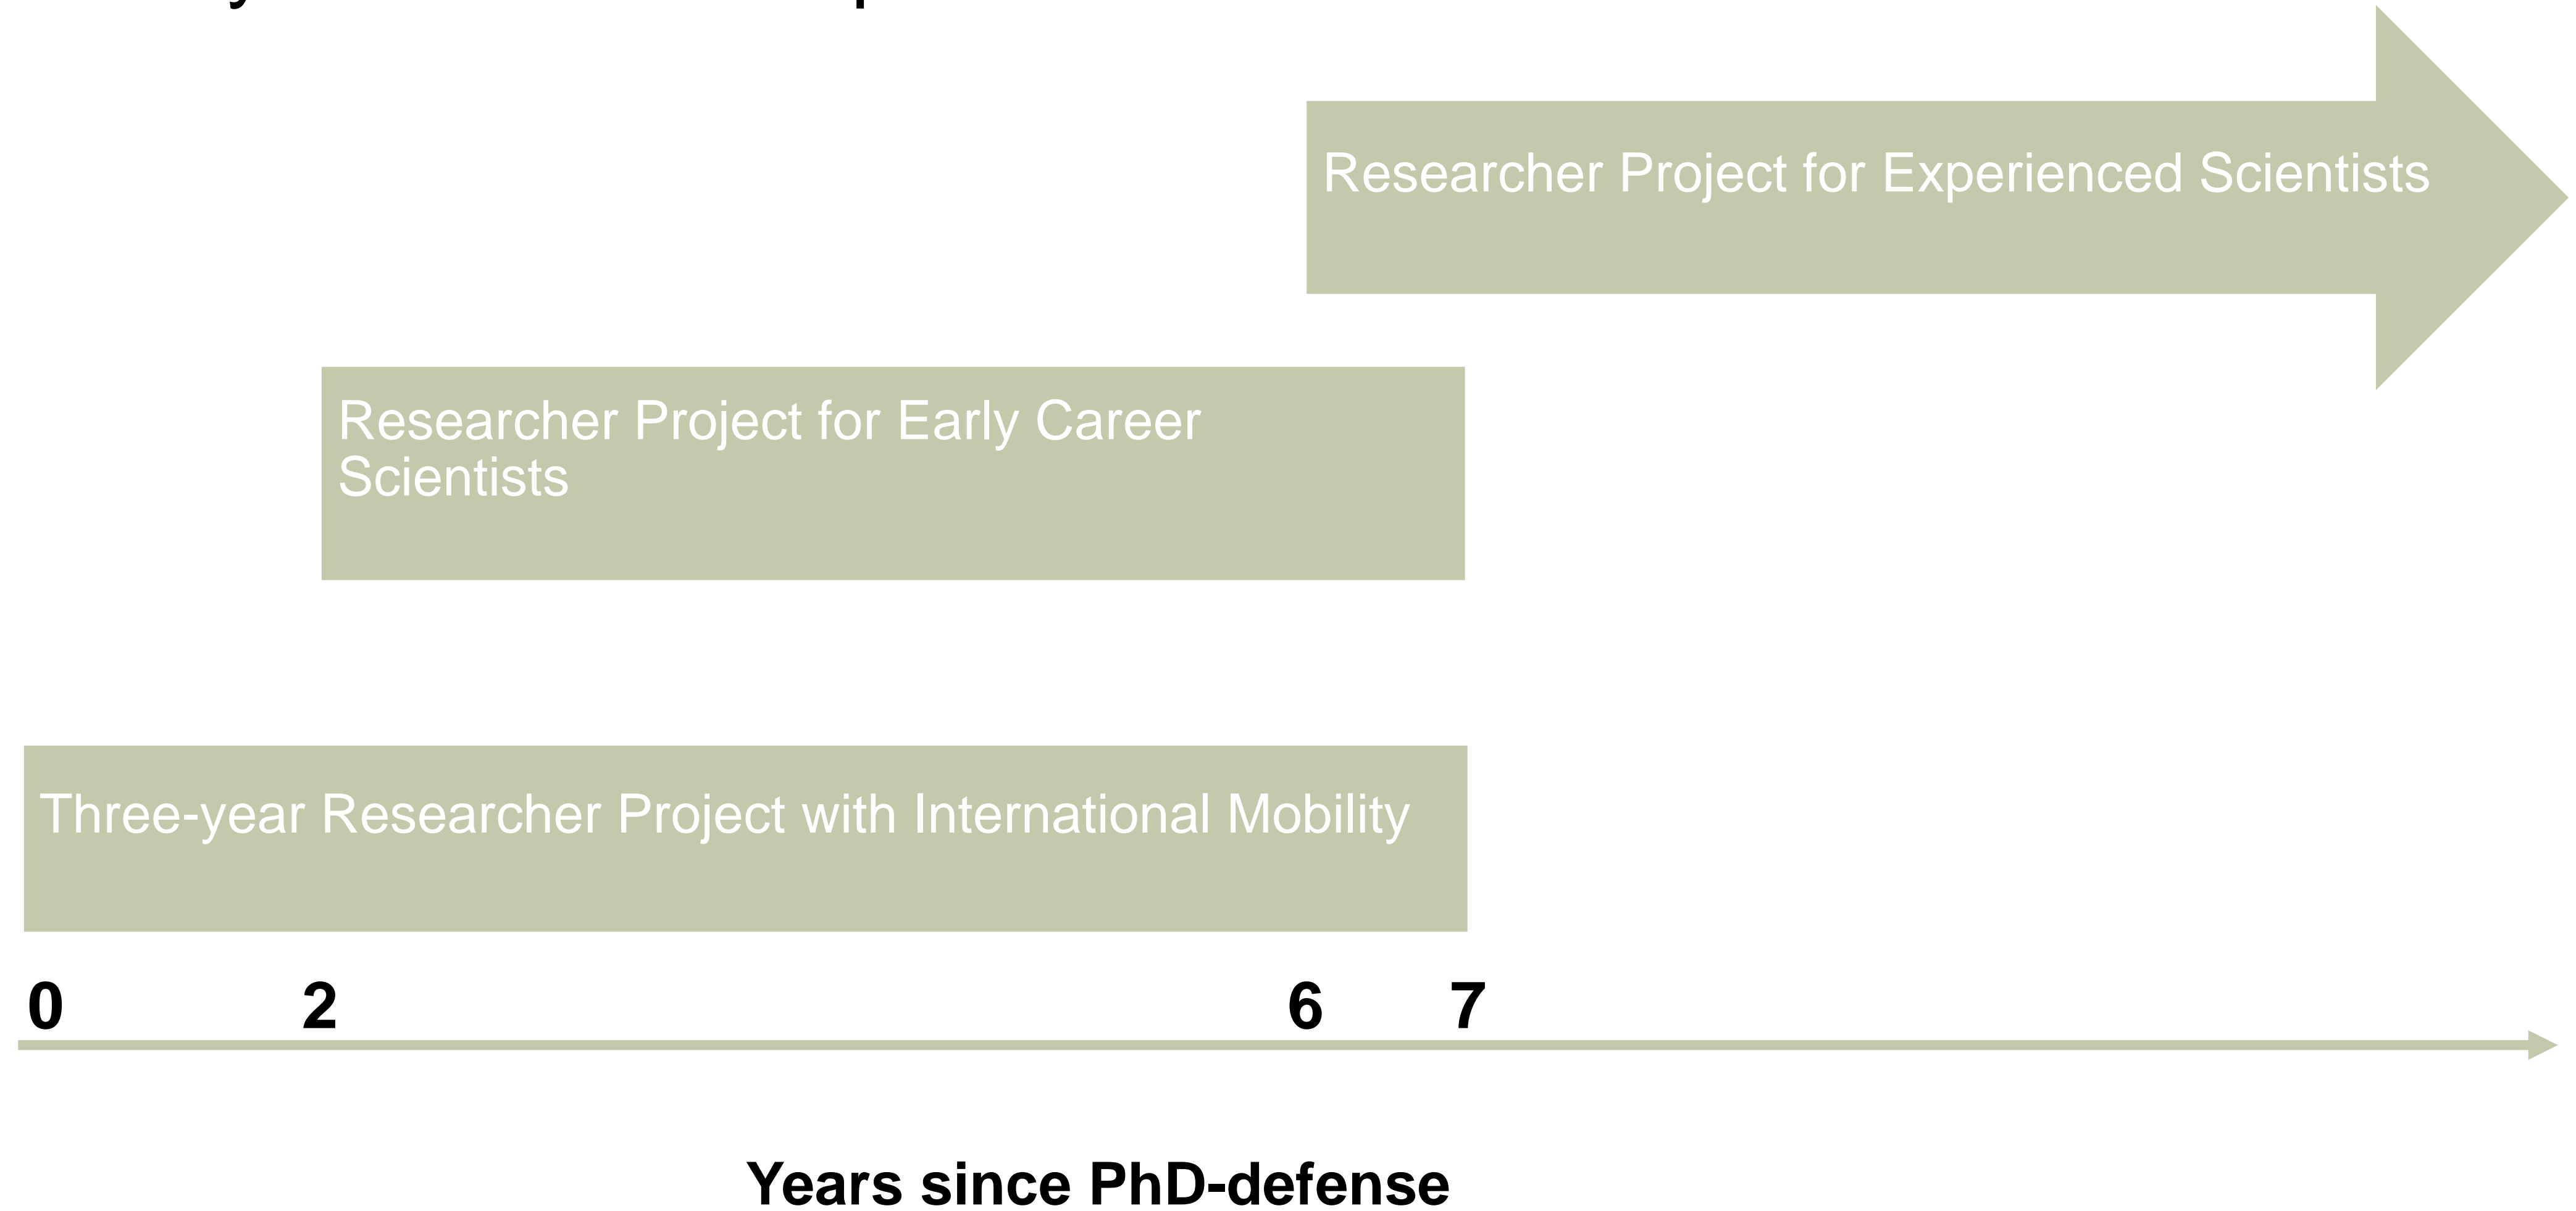 Researcher Project for Experienced Scientists
Researcher Project for Early Career
Scientists
Three-year Researcher Project with International Mobility
0 2 6 7
Years since PhD-defense